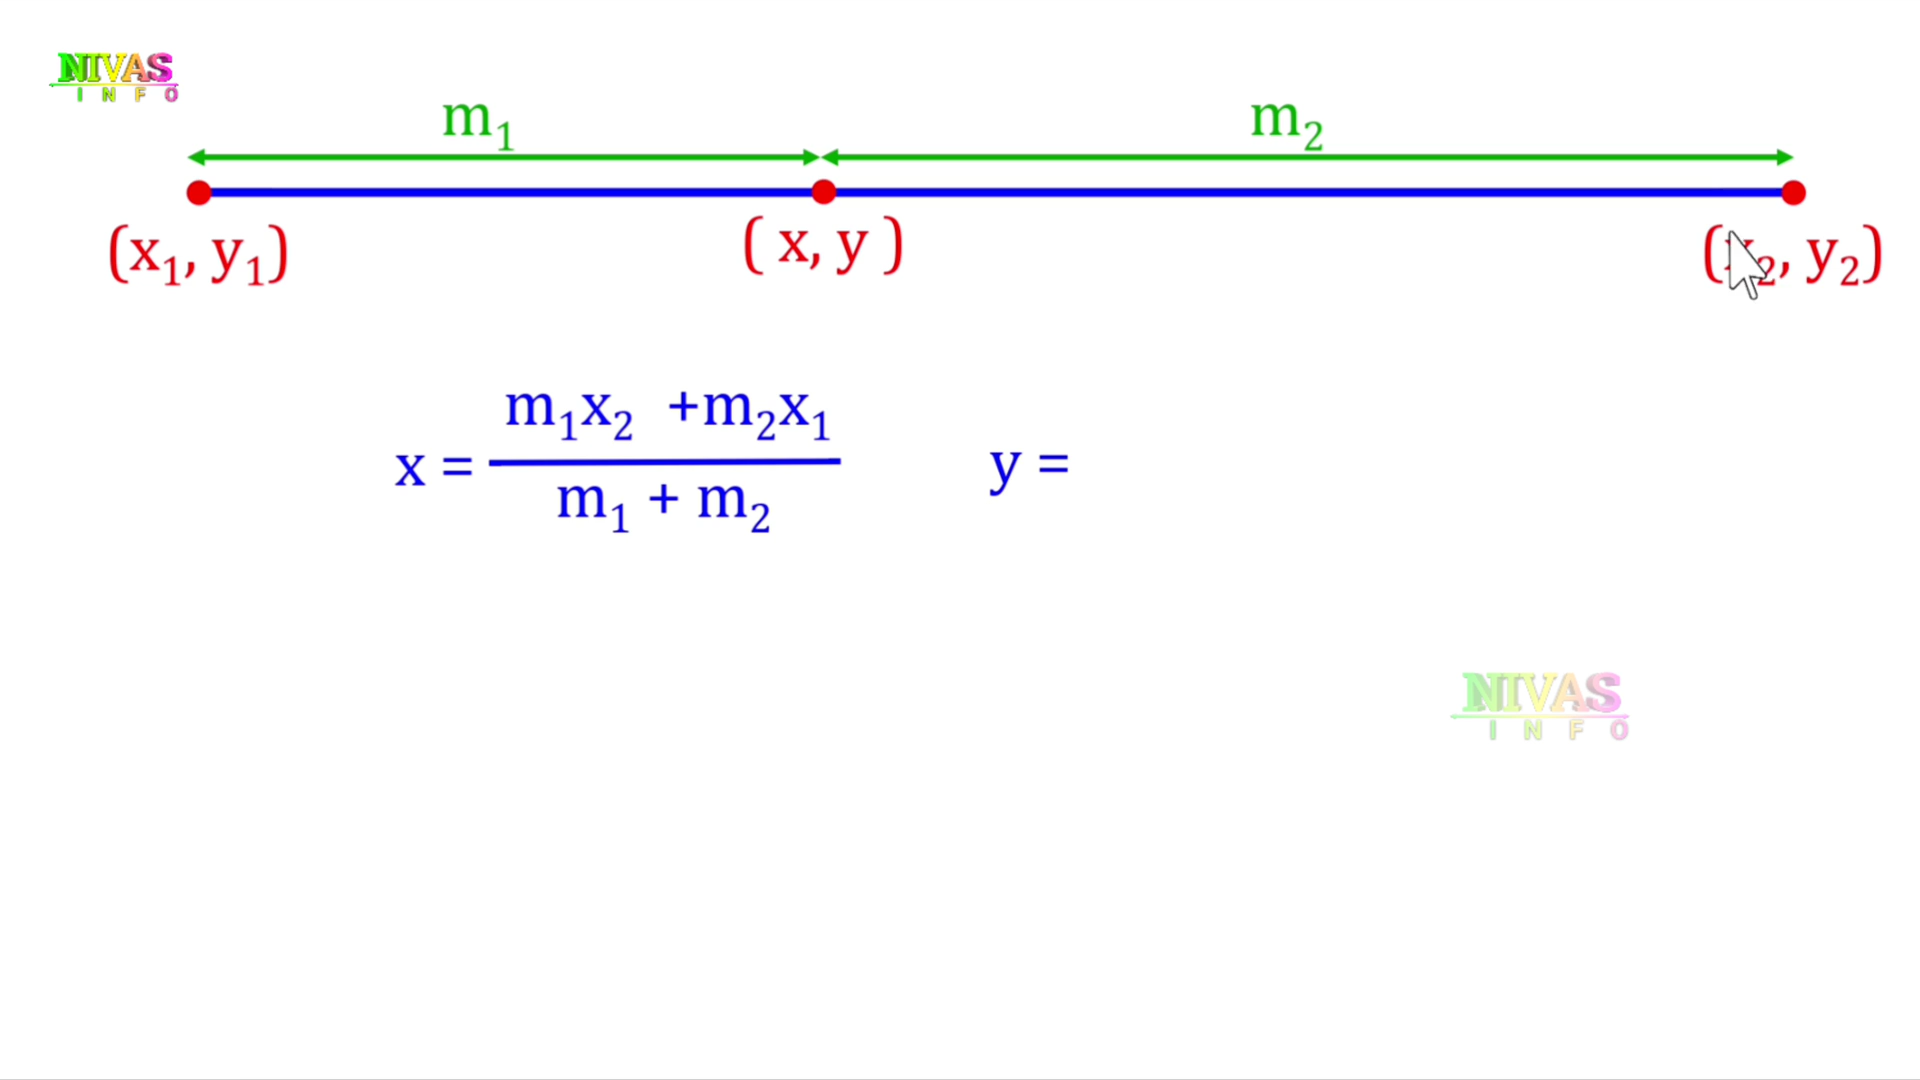 NIVAS
INFO
m₁ m₂
(x₁, y₁) ( x, y ) (x₂, y₂)
m₁x₂ +m₂x₁
x = y =
m₁ + m₂
NIVAS
INFO